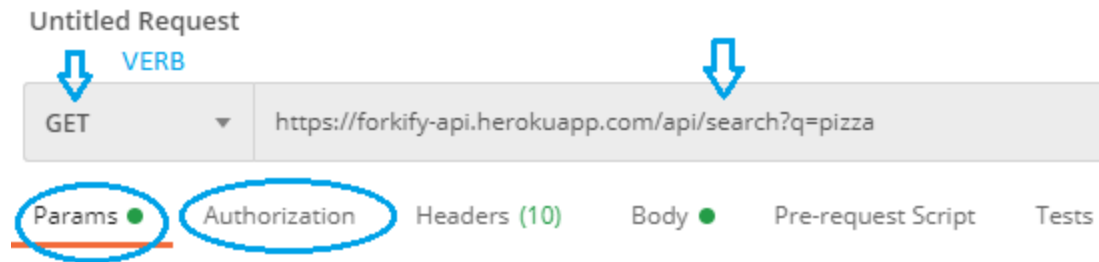 Untitled Request
VERB
GET https://forkify-api.herokuapp.com/api/search?q=pizza
Params Authorization Headers (10) Body Pre-request Script Tests